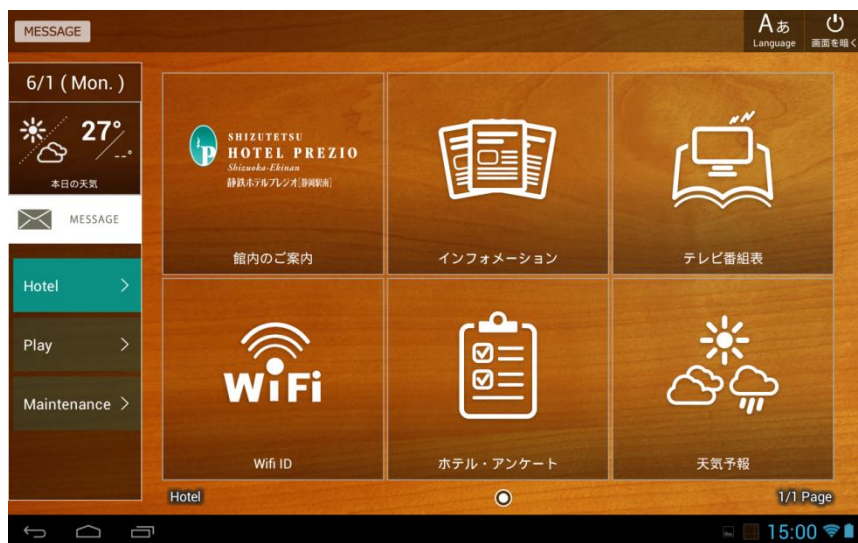 MESSAGE
Aあ
Language
画面を暗く
6/1 ( Mon. )
27°
--°
本日の天気
MESSAGE
Hotel
Play
Maintenance
SHIZUTETSU
HOTEL PREZIO
Shizuoka-Ekinan
静鉄ホテルプレジオ[静岡駅南]
館内のご案内
インフォメーション
テレビ番組表
WiFi
Wifi ID
ホテル・アンケート
天気予報
Hotel
1/1 Page
15:00